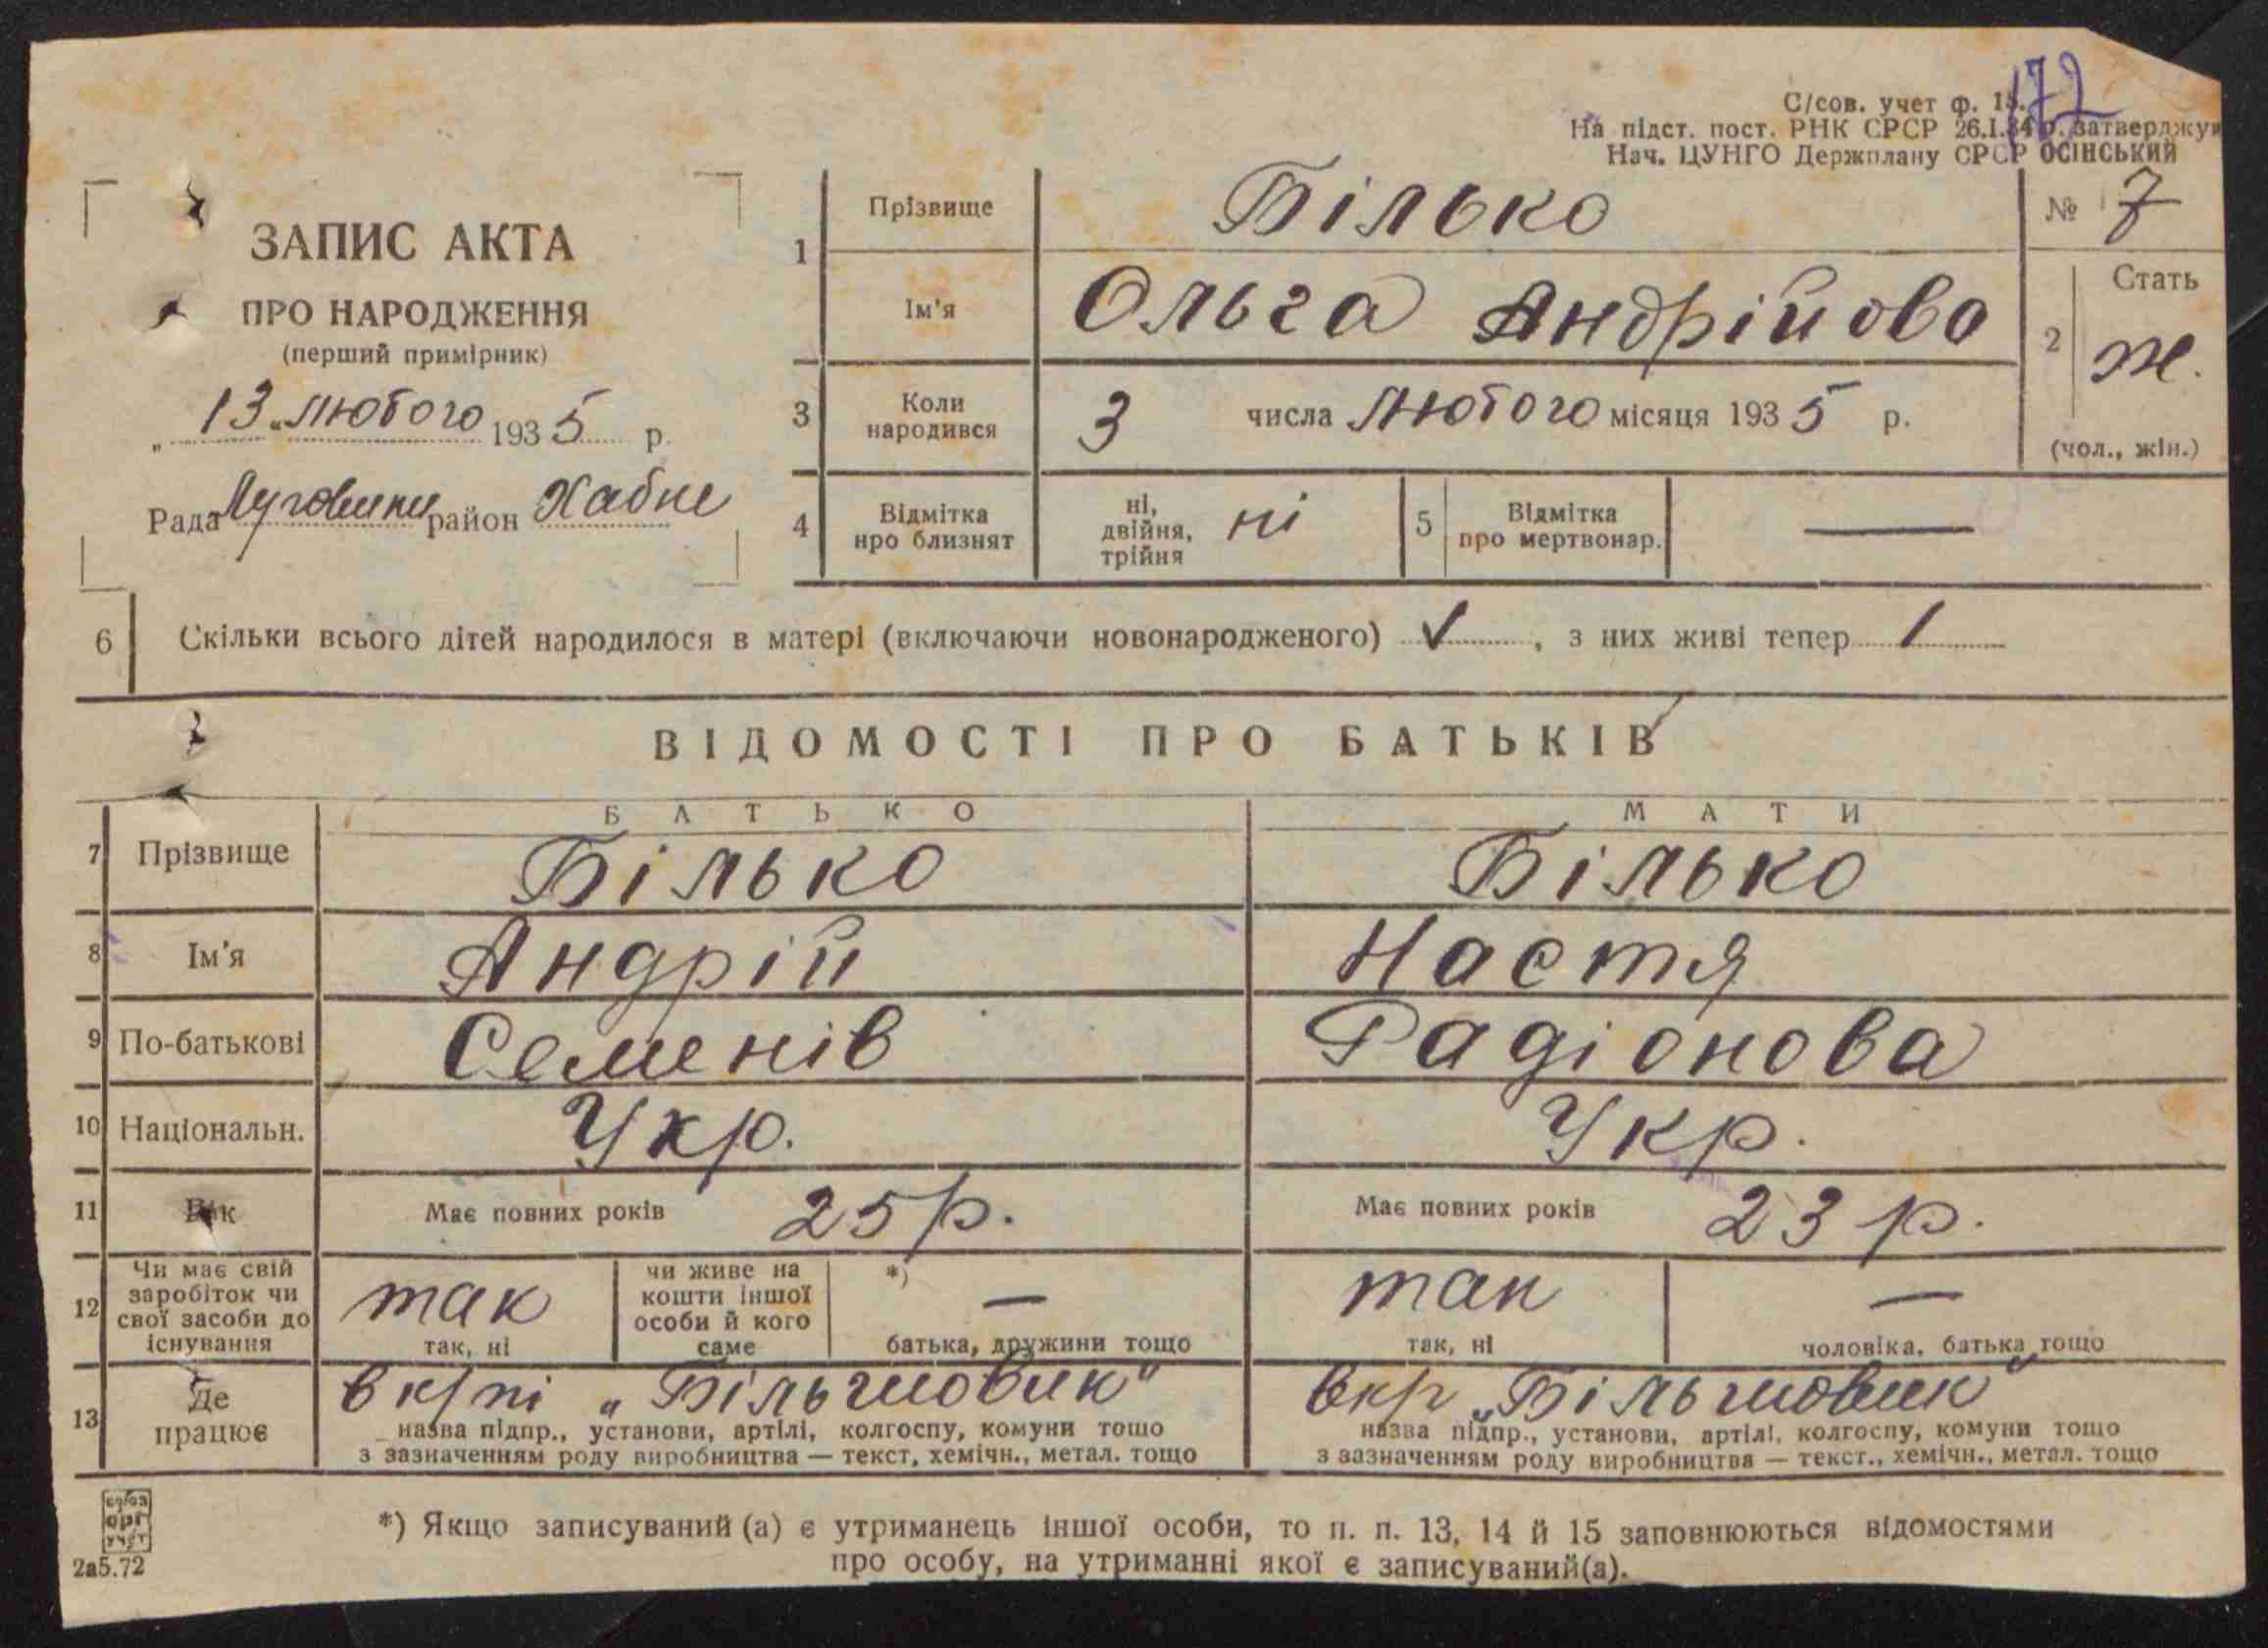 172
С/сов. учет ф. 15.
На підст. пост. РНК СРСР 26.I.34 р. затверджую
Нач. ЦУНГО Держплану СРСР ОСІНСЬКИЙ
ЗАПИС АКТА
ПРО НАРОДЖЕННЯ
(перший примірник)
„ 13 " лютого 1935 р.
Рада район Хабне
1 Прізвище Білько
№ 7
Ім'я Ольга Андрійова
2 Стать ж.
(чол., жін.)
3 Коли народився 3 числа лютого місяця 1935 р.
4 Відмітка про близнят
ні, двійня, трійня ні
5 Відмітка про мертвонар. —
6 Скільки всього дітей народилося в матері (включаючи новонародженого) , з них живі тепер 1
ВІДОМОСТІ ПРО БАТЬКІВ
БАТЬКО МАТИ
7 Прізвище Білько Білько
8 Ім'я Андрій Настя
9 По-батькові Семенів Радіонова
10 Національн. Укр. Укр.
11 Вік Має повних років 25 р. Має повних років 23 р.
12 Чи має свій заробіток чи свої засоби до існування
так
так, ні
чи живе на кошти іншої особи й кого саме
*) —
батька, дружини тощо
так
так, ні
—
чоловіка, батька тощо
13 Де працює
в к/пі „Більшовик"
назва підпр., установи, артілі, колгоспу, комуни тощо
з зазначенням роду виробництва — текст, хемічн., метал. тощо
„Більшовик"
назва підпр., установи, артілі, колгоспу, комуни тощо
з зазначенням роду виробництва — текст., хемічн., метал. тощо
союз
орг
учёт
2а5.72
*) Якщо записуваний (а) є утриманець іншої особи, то п. п. 13, 14 й 15 заповнюються відомостями
про особу, на утриманні якої є записуваний(а).